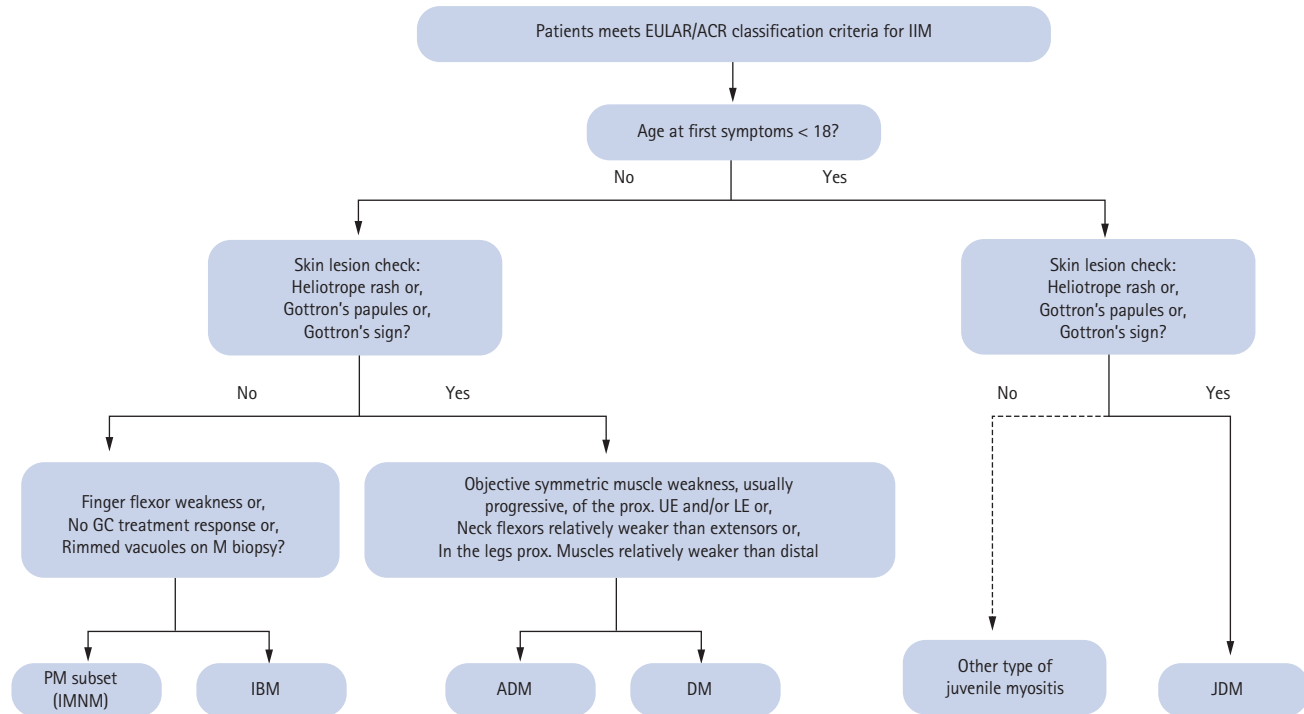 Patients meets EULAR/ACR classification criteria for IIM
Age at first symptoms < 18?
No
Yes
Skin lesion check:
Heliotrope rash or,
Gottron's papules or,
Gottron's sign?
Skin lesion check:
Heliotrope rash or,
Gottron's papules or,
Gottron's sign?
No
Yes
No
Yes
Finger flexor weakness or,
No GC treatment response or,
Rimmed vacuoles on M biopsy?
Objective symmetric muscle weakness, usually
progressive, of the prox. UE and/or LE or,
Neck flexors relatively weaker than extensors or,
In the legs prox. Muscles relatively weaker than distal
PM subset
(IMNM)
IBM
ADM
DM
Other type of
juvenile myositis
JDM